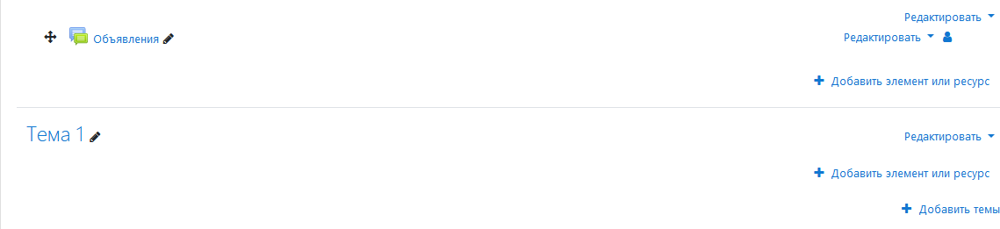 Редактировать
Объявления Редактировать
Добавить элемент или ресурс
Тема 1 Редактировать
Добавить элемент или ресурс
Добавить темы